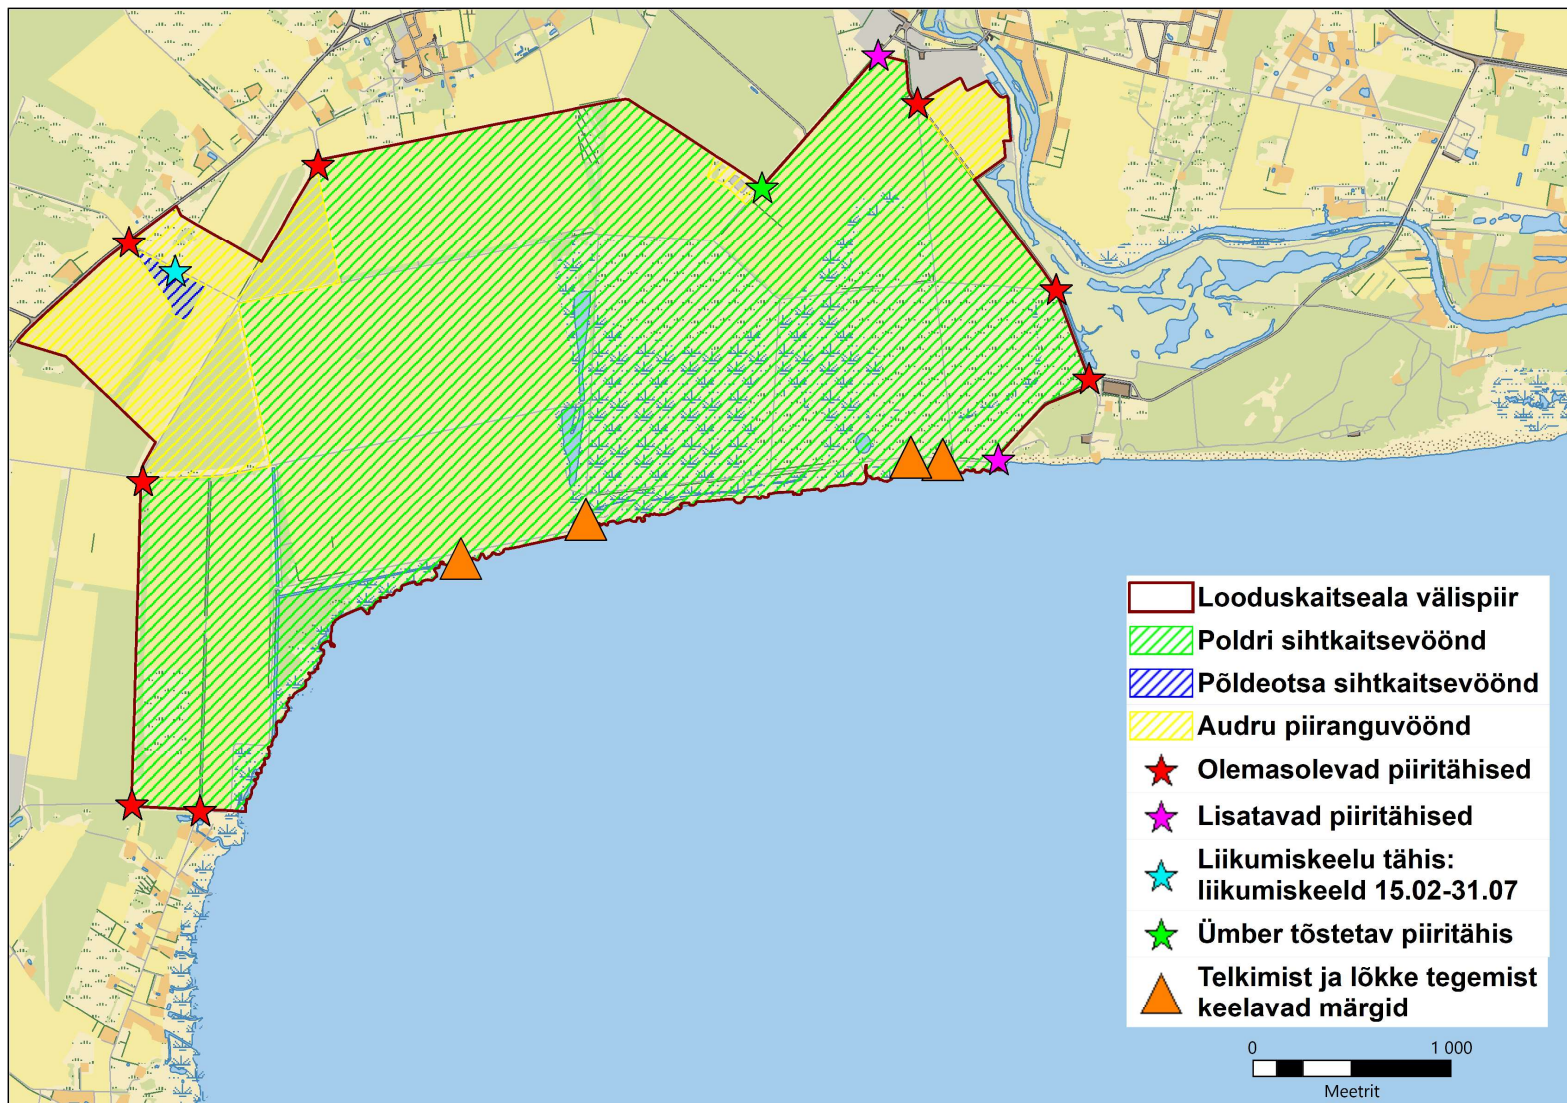 Looduskaitseala välispiir
Poldri sihtkaitsevöönd
Põldeotsa sihtkaitsevöönd
Audru piiranguvöönd
Olemasolevad piiritähised
Lisatavad piiritähised
Liikumiskeelu tähis:
liikumiskeeld 15.02-31.07
Ümber tõstetav piiritähis
Telkimist ja lõkke tegemist
keelavad märgid
0 1 000
Meetrit